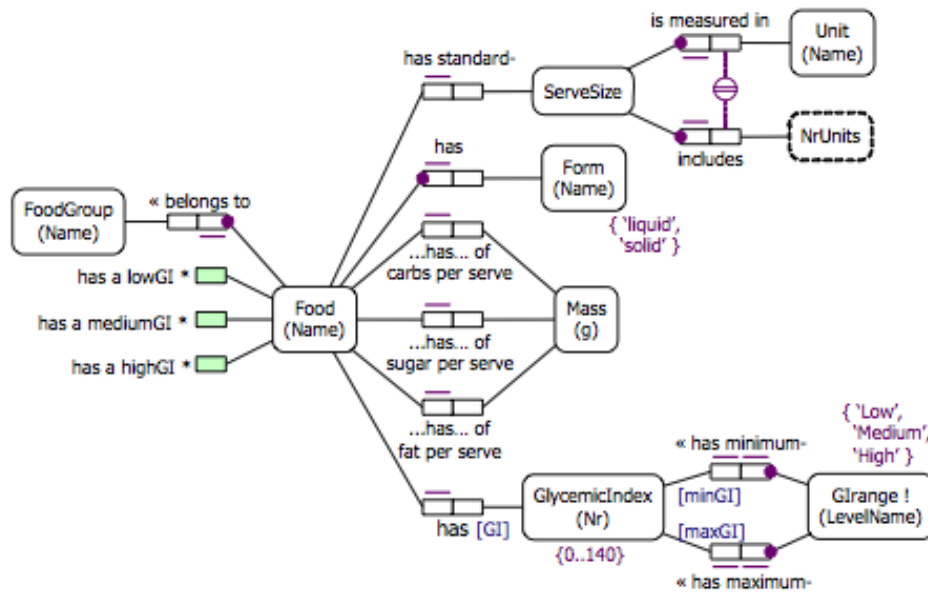 is measured in
Unit
(Name)
has standard-
ServeSize
NrUnits
includes
has
Form
(Name)
{ ‘liquid’,
‘solid’ }
« belongs to
FoodGroup
(Name)
...has... of
carbs per serve
has a lowGI *
has a mediumGI *
has a highGI *
Food
(Name)
Mass
(g)
...has... of
sugar per serve
...has... of
fat per serve
{ ‘Low’,
‘Medium’,
‘High’ }
« has minimum-
[minGI]
GlycemicIndex
(Nr)
GIrange !
(LevelName)
has [GI]
[maxGI]
{0..140}
« has maximum-